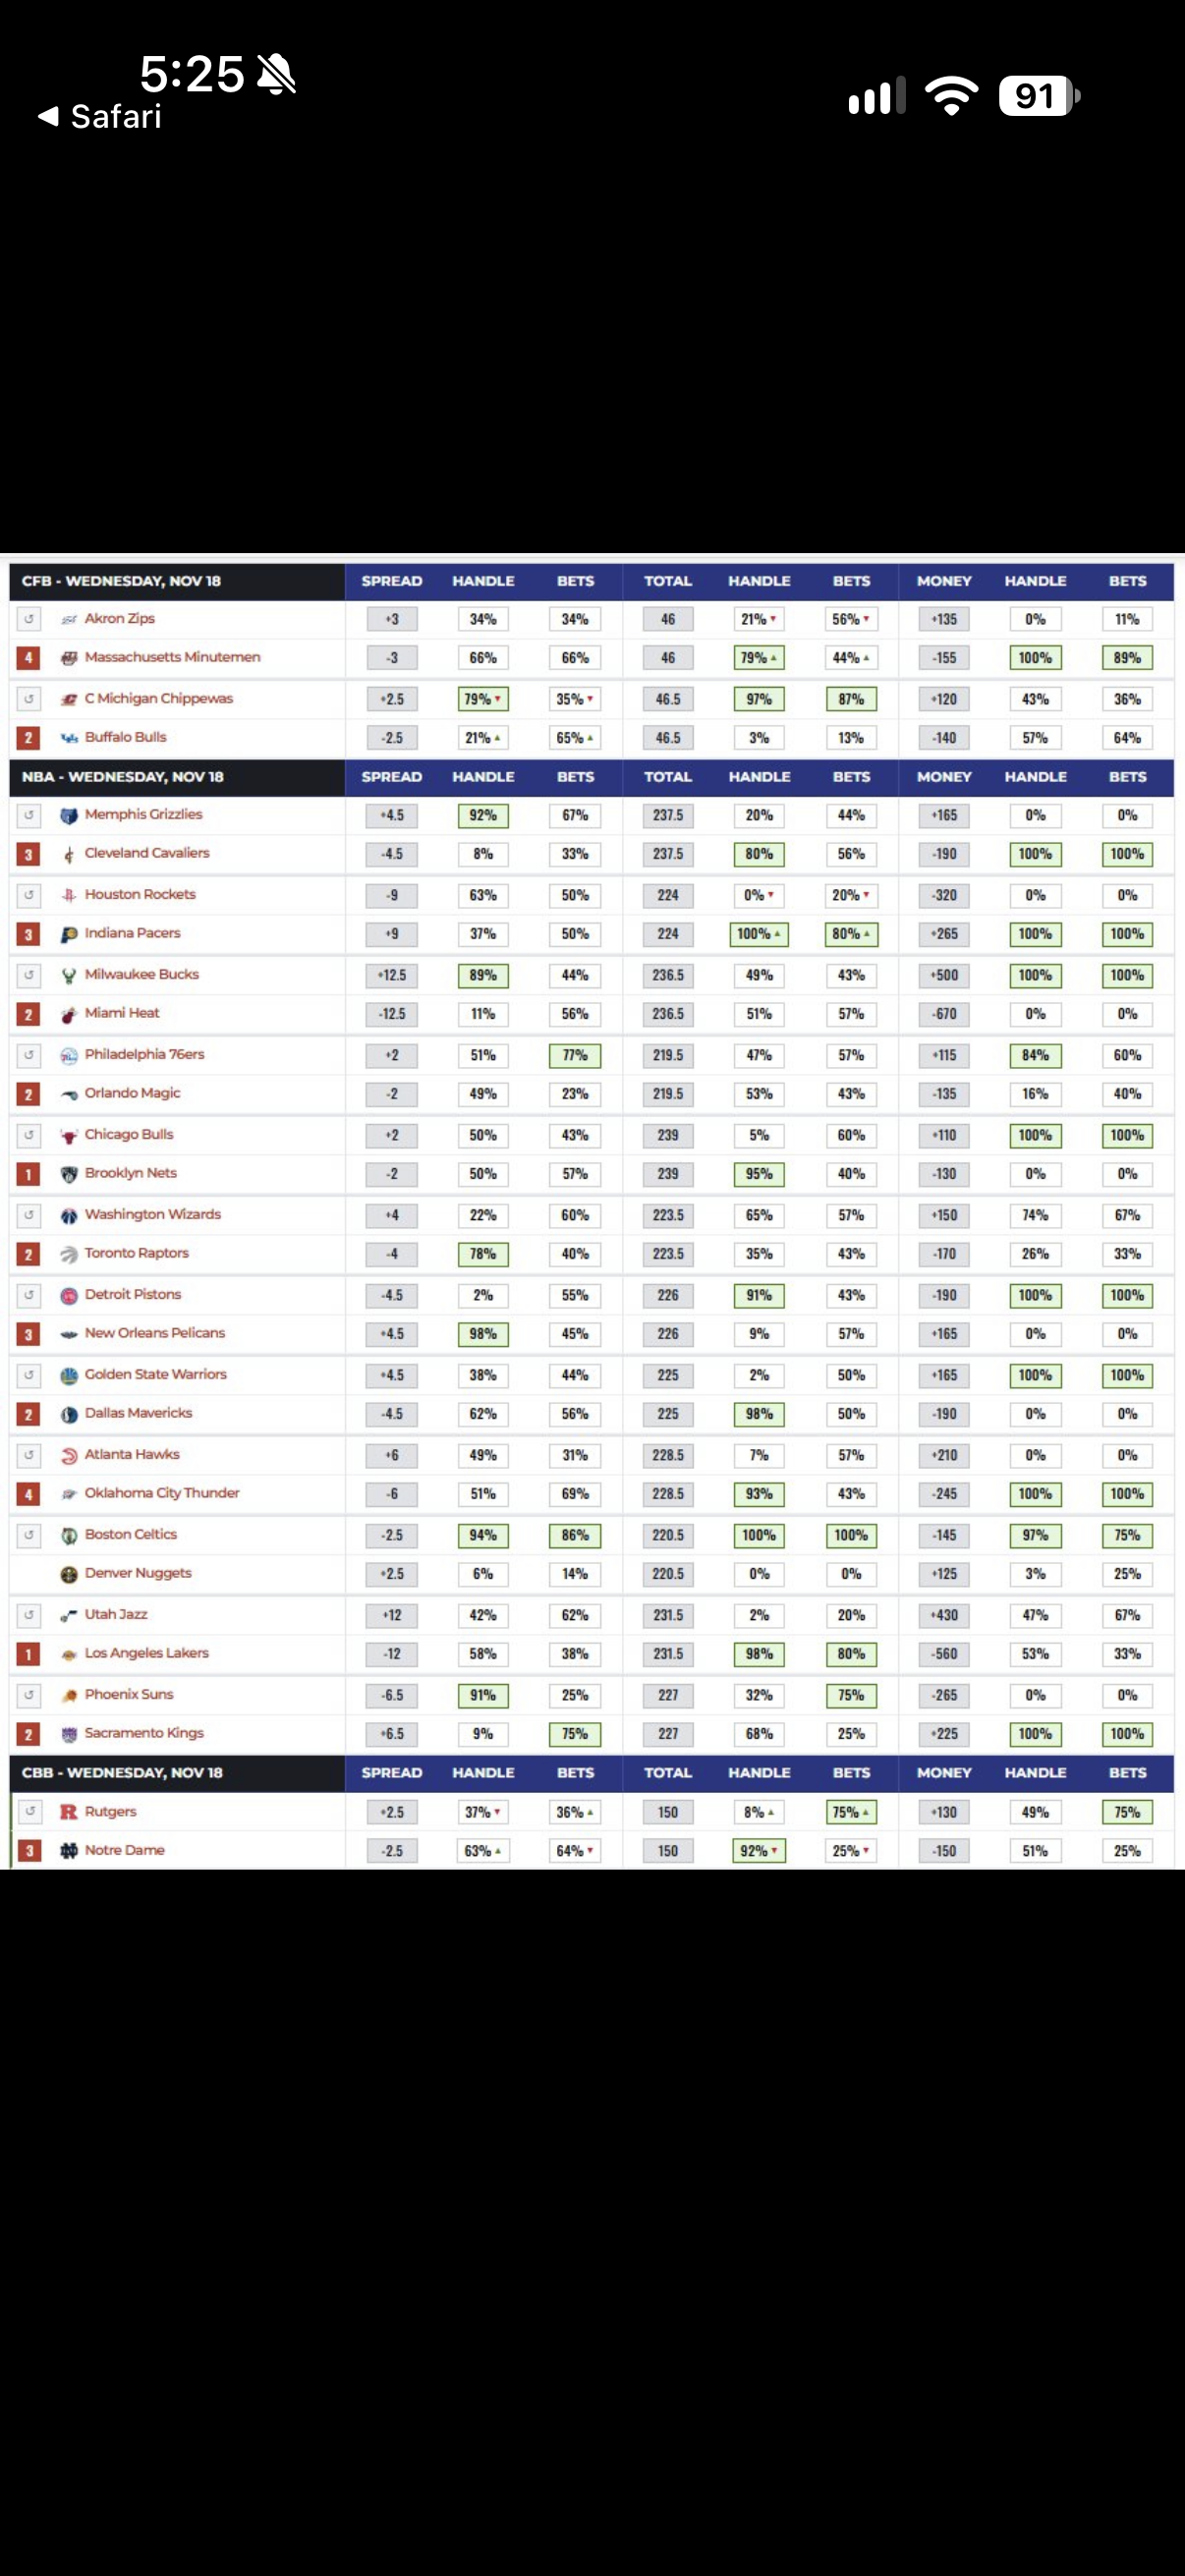 5:25
Safari
91
CFB - WEDNESDAY, NOV 18 SPREAD HANDLE BETS TOTAL HANDLE BETS MONEY HANDLE BETS
Akron Zips +3 34% 34% 46 21% ▼ 56% ▼ +135 0% 11%
4 Massachusetts Minutemen -3 66% 66% 46 79% ▲ 44% ▲ -155 100% 89%
C Michigan Chippewas +2.5 79% ▼ 35% ▼ 46.5 97% 87% +120 43% 36%
2 Buffalo Bulls -2.5 21% ▲ 65% ▲ 46.5 3% 13% -140 57% 64%
NBA - WEDNESDAY, NOV 18 SPREAD HANDLE BETS TOTAL HANDLE BETS MONEY HANDLE BETS
Memphis Grizzlies +4.5 92% 67% 237.5 20% 44% +165 0% 0%
3 Cleveland Cavaliers -4.5 8% 33% 237.5 80% 56% -190 100% 100%
Houston Rockets -9 63% 50% 224 0% ▼ 20% ▼ -320 0% 0%
3 Indiana Pacers +9 37% 50% 224 100% ▲ 80% ▲ +265 100% 100%
Milwaukee Bucks +12.5 89% 44% 236.5 49% 43% +500 100% 100%
2 Miami Heat -12.5 11% 56% 236.5 51% 57% -670 0% 0%
Philadelphia 76ers +2 51% 77% 219.5 47% 57% +115 84% 60%
2 Orlando Magic -2 49% 23% 219.5 53% 43% -135 16% 40%
Chicago Bulls +2 50% 43% 239 5% 60% +110 100% 100%
1 Brooklyn Nets -2 50% 57% 239 95% 40% -130 0% 0%
Washington Wizards +4 22% 60% 223.5 65% 57% +150 74% 67%
2 Toronto Raptors -4 78% 40% 223.5 35% 43% -170 26% 33%
Detroit Pistons -4.5 2% 55% 226 91% 43% -190 100% 100%
3 New Orleans Pelicans +4.5 98% 45% 226 9% 57% +165 0% 0%
Golden State Warriors +4.5 38% 44% 225 2% 50% +165 100% 100%
2 Dallas Mavericks -4.5 62% 56% 225 98% 50% -190 0% 0%
Atlanta Hawks +6 49% 31% 228.5 7% 57% +210 0% 0%
4 Oklahoma City Thunder -6 51% 69% 228.5 93% 43% -245 100% 100%
Boston Celtics -2.5 94% 86% 220.5 100% 100% -145 97% 75%
Denver Nuggets +2.5 6% 14% 220.5 0% 0% +125 3% 25%
Utah Jazz +12 42% 62% 231.5 2% 20% +430 47% 67%
1 Los Angeles Lakers -12 58% 38% 231.5 98% 80% -560 53% 33%
Phoenix Suns -6.5 91% 25% 227 32% 75% -265 0% 0%
2 Sacramento Kings +6.5 9% 75% 227 68% 25% +225 100% 100%
CBB - WEDNESDAY, NOV 18 SPREAD HANDLE BETS TOTAL HANDLE BETS MONEY HANDLE BETS
Rutgers +2.5 37% ▼ 36% ▲ 150 8% ▲ 75% ▲ +130 49% 75%
3 Notre Dame -2.5 63% ▲ 64% ▼ 150 92% ▼ 25% ▼ -150 51% 25%